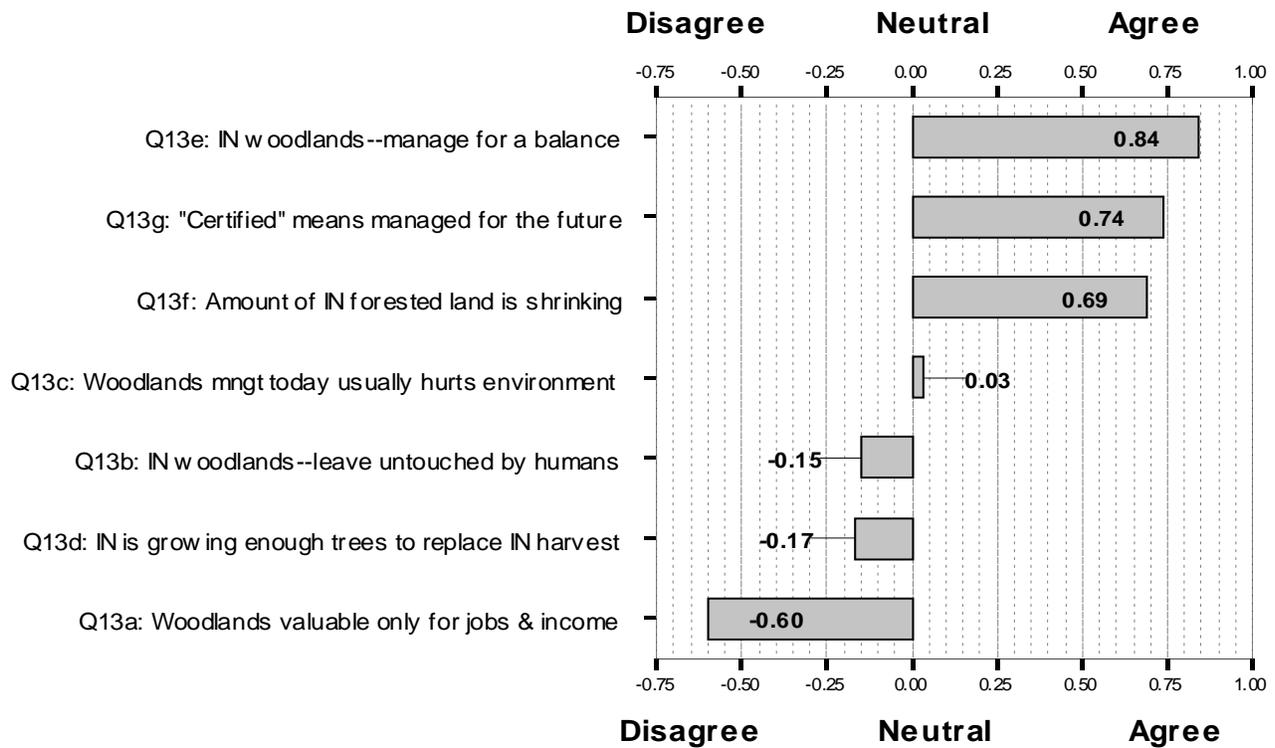 Disagree Neutral Agree
-0.75 -0.50 -0.25 0.00 0.25 0.50 0.75 1.00
Q13e: IN woodlands--manage for a balance 0.84
Q13g: "Certified" means managed for the future 0.74
Q13f: Amount of IN forested land is shrinking 0.69
Q13c: Woodlands mngt today usually hurts environment 0.03
Q13b: IN woodlands--leave untouched by humans -0.15
Q13d: IN is growing enough trees to replace IN harvest -0.17
Q13a: Woodlands valuable only for jobs & income -0.60
-0.75 -0.50 -0.25 0.00 0.25 0.50 0.75 1.00
Disagree Neutral Agree